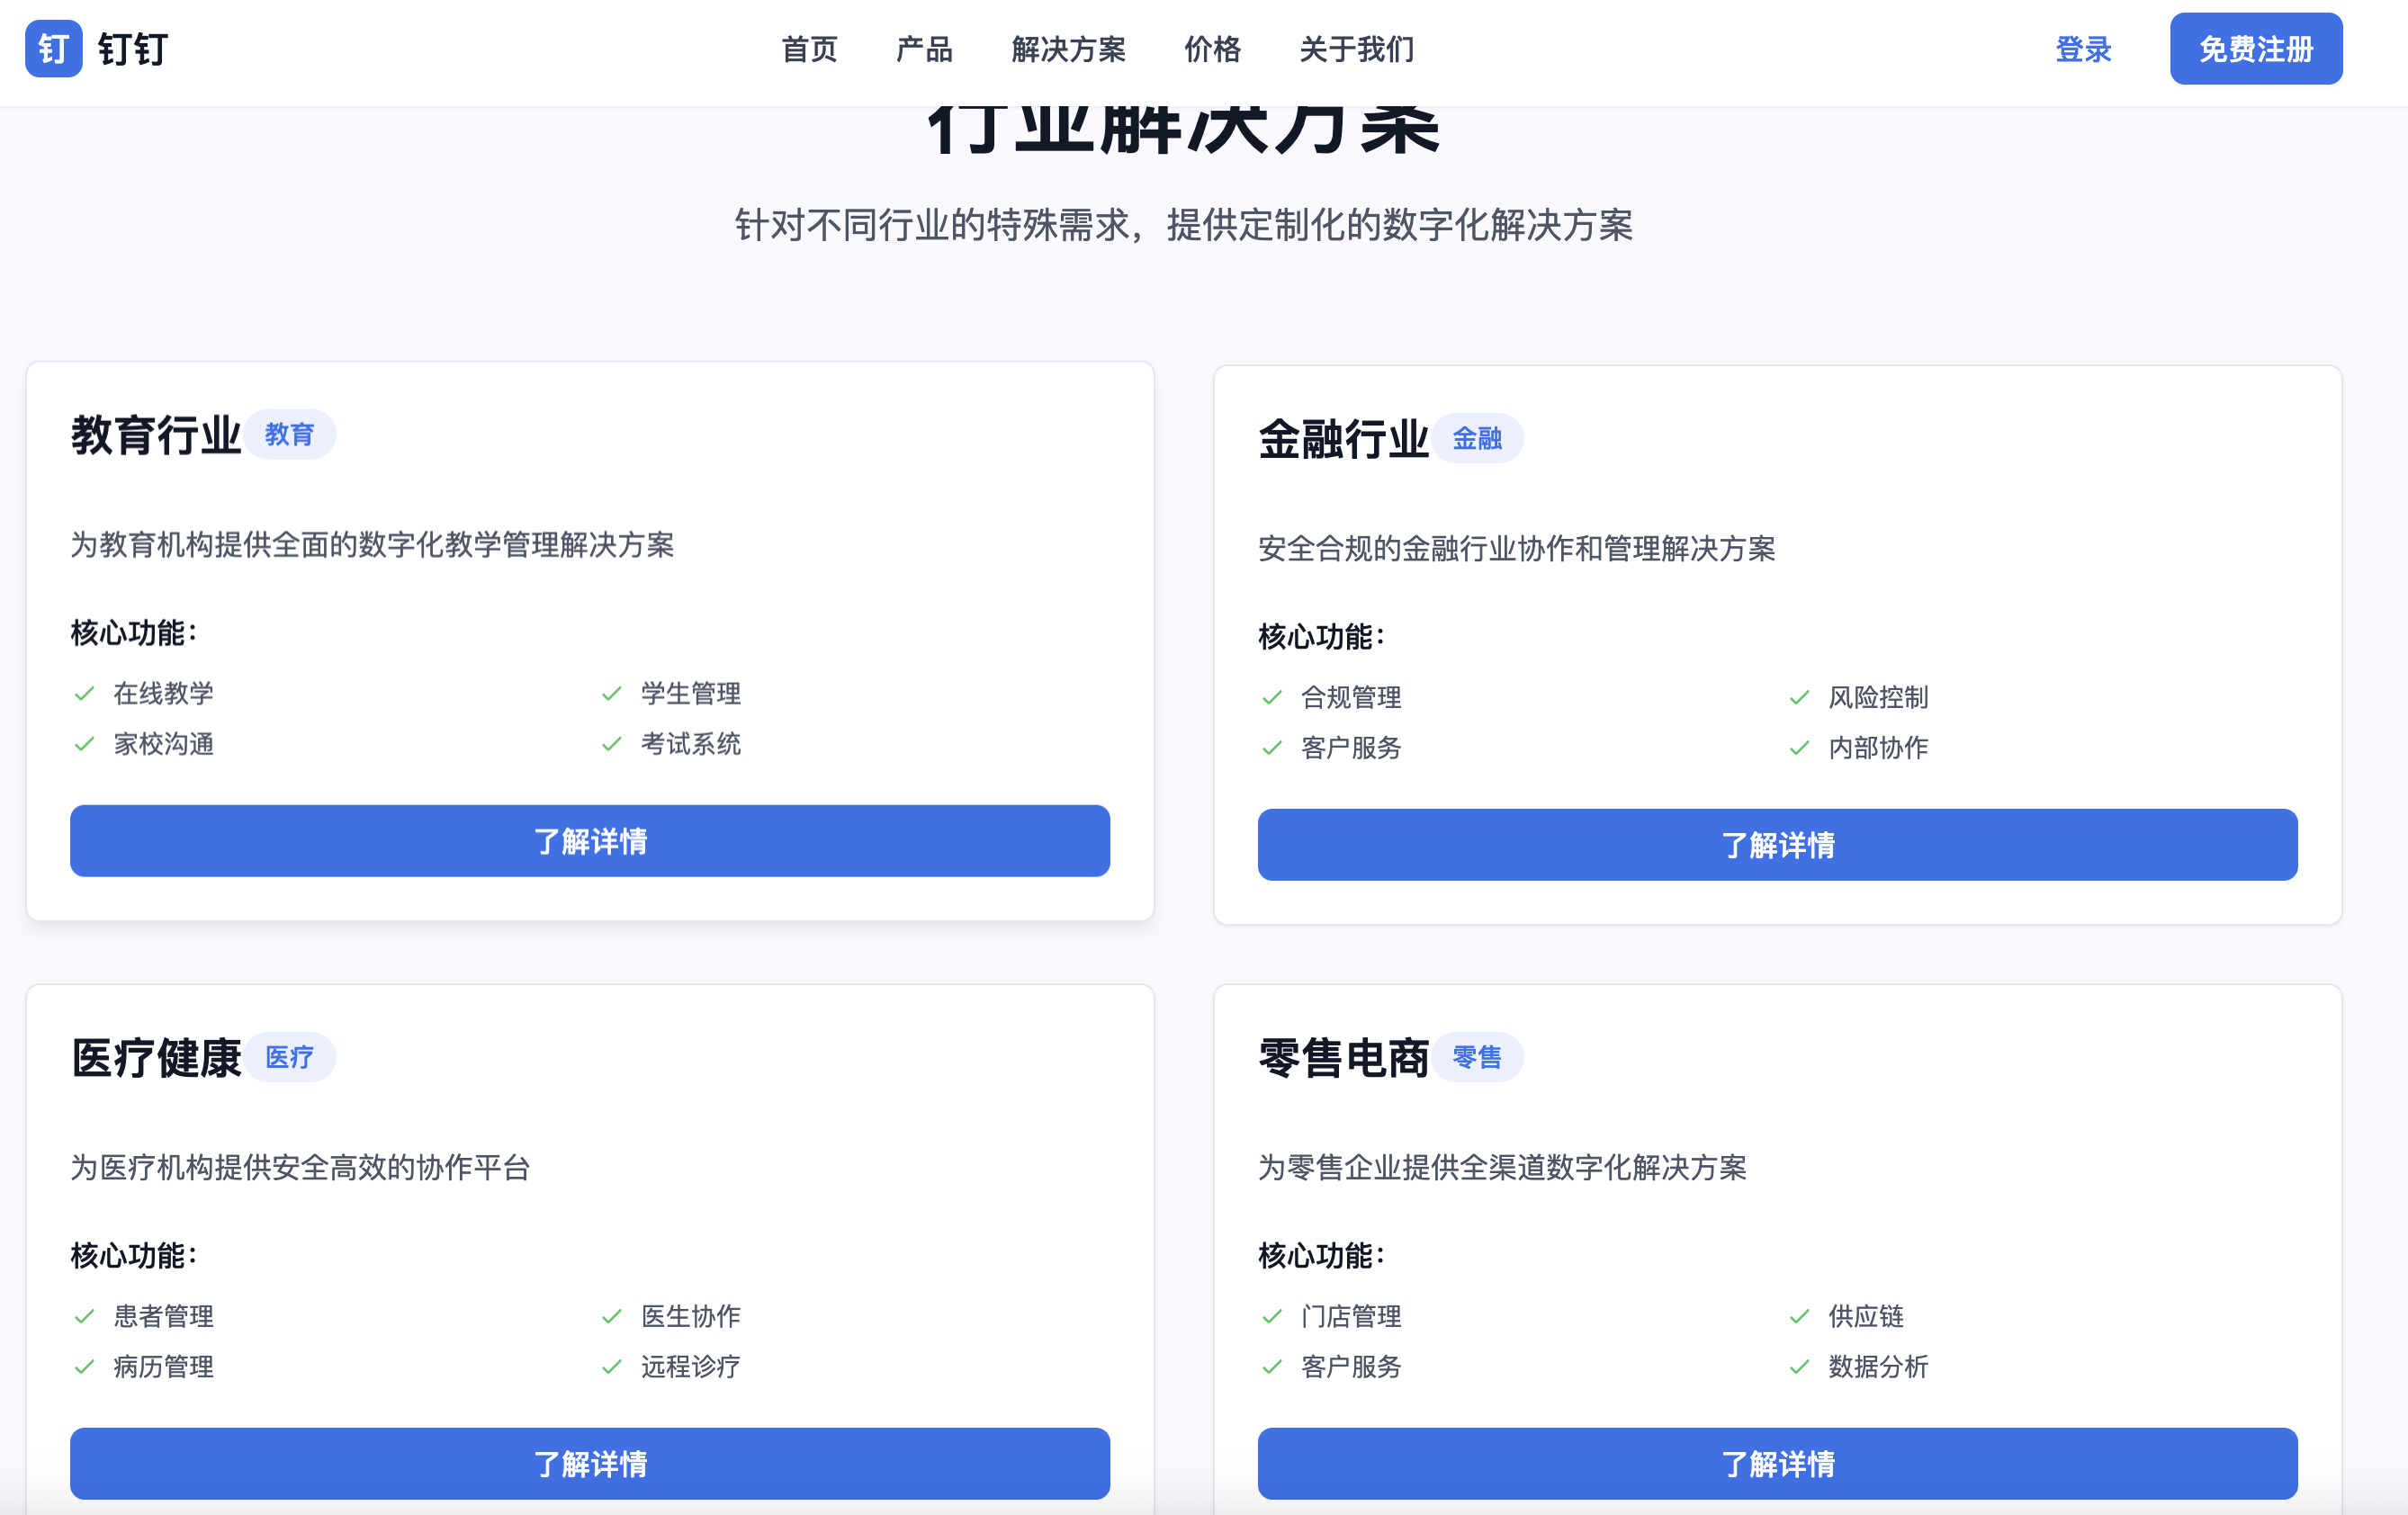 钉 钉钉 首页 产品 解决方案 价格 关于我们 登录 免费注册
行业解决方案
针对不同行业的特殊需求，提供定制化的数字化解决方案
教育行业 教育
为教育机构提供全面的数字化教学管理解决方案
核心功能：
在线教学 学生管理
家校沟通 考试系统
了解详情
金融行业 金融
安全合规的金融行业协作和管理解决方案
核心功能：
合规管理 风险控制
客户服务 内部协作
了解详情
医疗健康 医疗
为医疗机构提供安全高效的协作平台
核心功能：
患者管理 医生协作
病历管理 远程诊疗
了解详情
零售电商 零售
为零售企业提供全渠道数字化解决方案
核心功能：
门店管理 供应链
客户服务 数据分析
了解详情